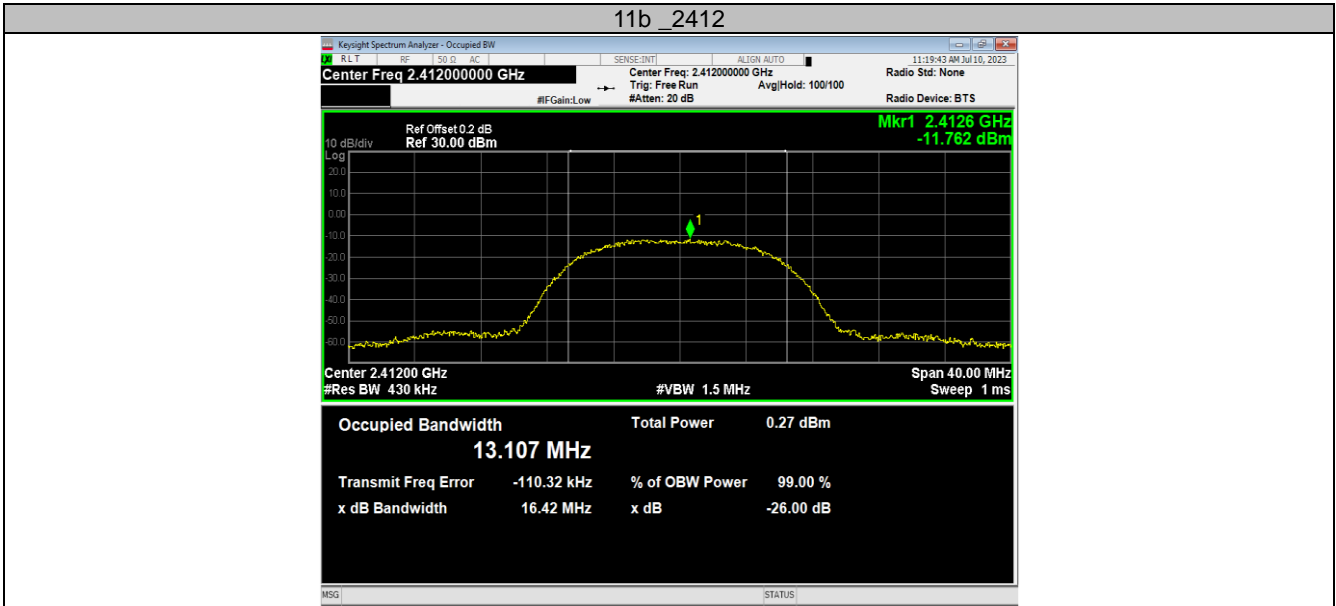 11b _2412
Keysight Spectrum Analyzer - Occupied BW
RLT RF 50 Ω AC SENSE:INT ALIGN AUTO 11:19:43 AM Jul 10, 2023
Center Freq 2.412000000 GHz Center Freq: 2.412000000 GHz Radio Std: None
Trig: Free Run Avg|Hold: 100/100
#IFGain:Low #Atten: 20 dB Radio Device: BTS
Mkr1 2.4126 GHz
Ref Offset 0.2 dB
-11.762 dBm
10 dB/div Ref 30.00 dBm
Log
20.0
10.0
0.00
1
-10.0
-20.0
-30.0
-40.0
-50.0
-60.0
Center 2.41200 GHz Span 40.00 MHz
#Res BW 430 kHz #VBW 1.5 MHz Sweep 1 ms
Occupied Bandwidth Total Power 0.27 dBm
13.107 MHz
Transmit Freq Error -110.32 kHz % of OBW Power 99.00 %
x dB Bandwidth 16.42 MHz x dB -26.00 dB
MSG STATUS